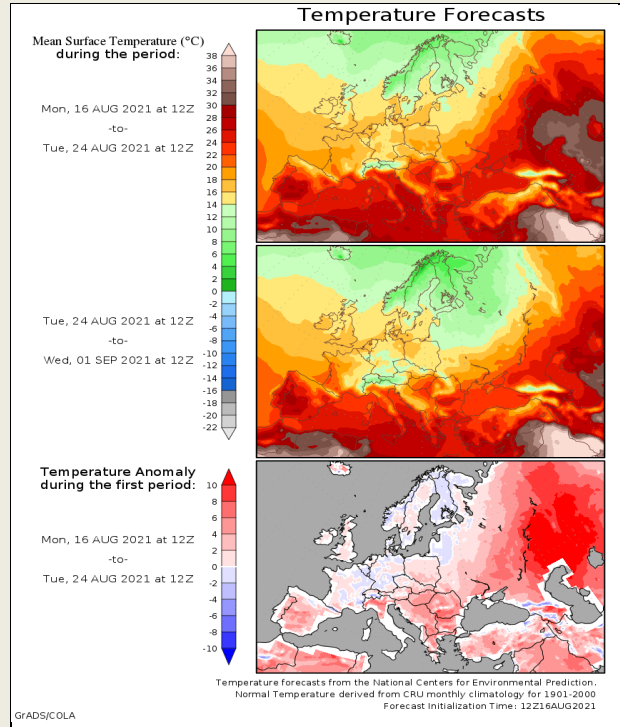 Temperature Forecasts
Mean Surface Temperature (°C)
during the period:
Mon, 16 AUG 2021 at 12Z
-to-
Tue, 24 AUG 2021 at 12Z
38
36
34
32
30
28
26
24
22
20
18
16
14
12
10
8
6
4
2
0
-2
-4
-6
-8
-10
-12
-14
-16
-18
-20
-22
Tue, 24 AUG 2021 at 12Z
-to-
Wed, 01 SEP 2021 at 12Z
Temperature Anomaly
during the first period:
Mon, 16 AUG 2021 at 12Z
-to-
Tue, 24 AUG 2021 at 12Z
10
8
6
4
2
0
-2
-4
-6
-8
-10
Temperature forecasts from the National Centers for Environmental Prediction.
Normal Temperature derived from CRU monthly climatology for 1901-2000
Forecast Initialization Time: 12Z16AUG2021
GrADS/COLA